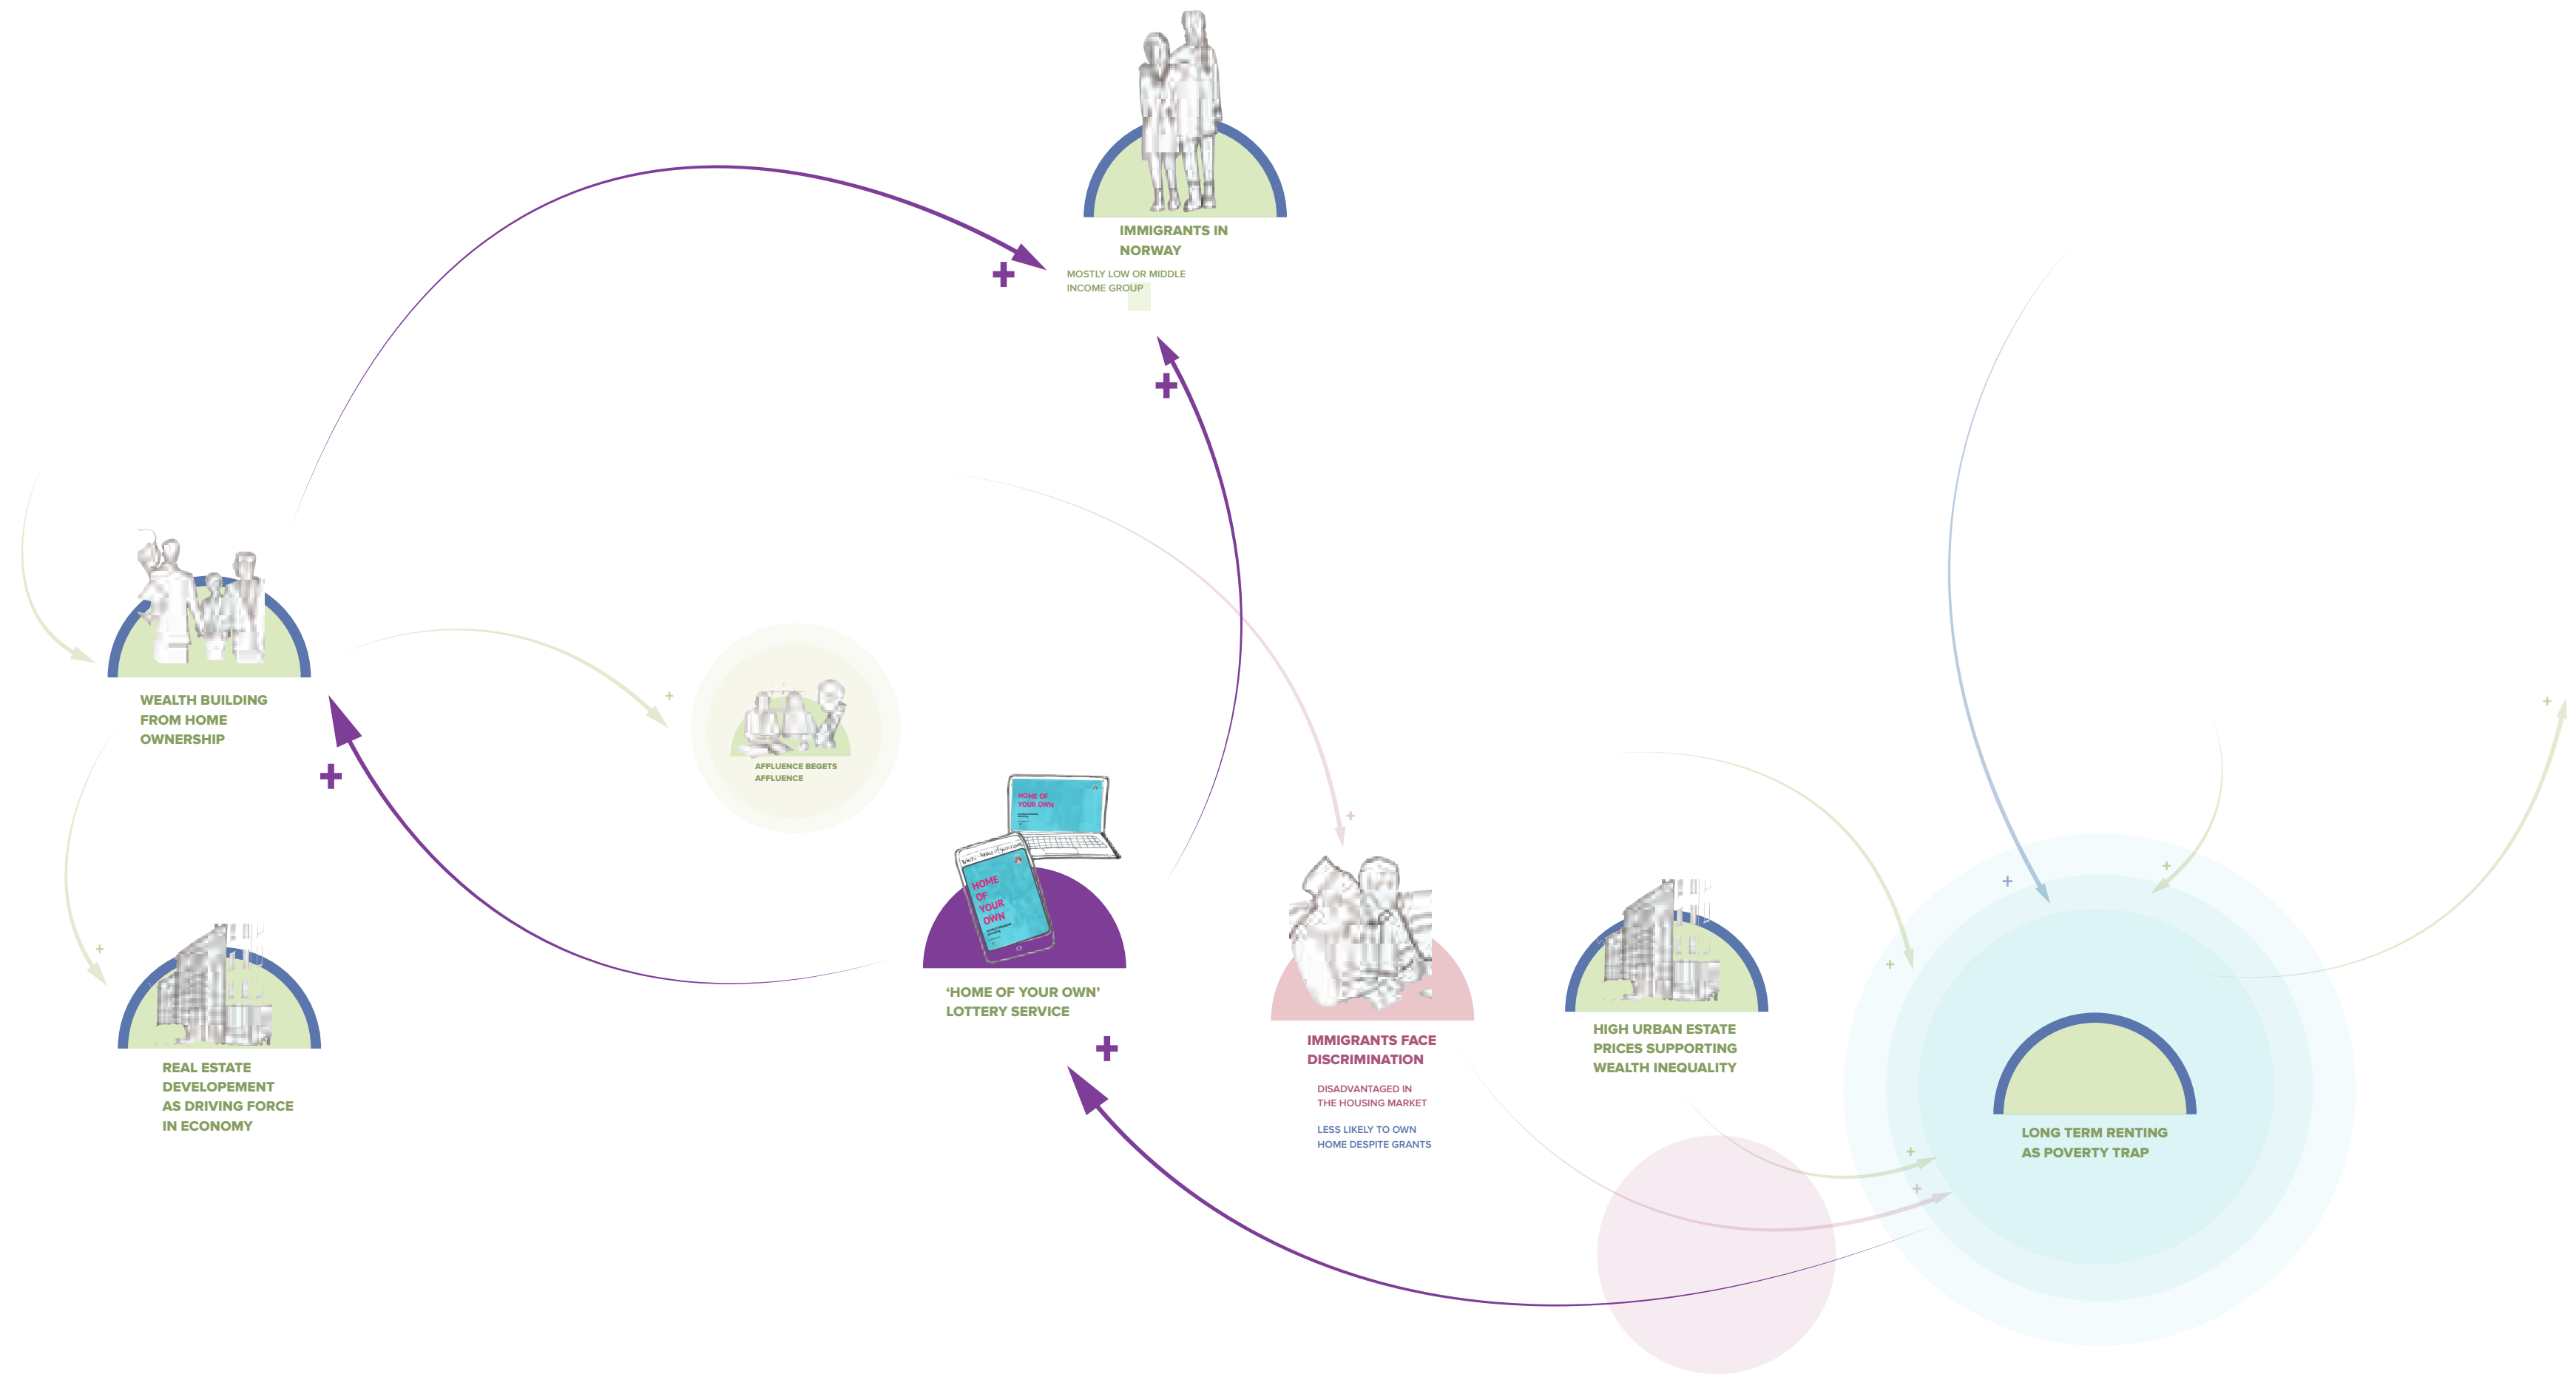 IMMIGRANTS IN
NORWAY
MOSTLY LOW OR MIDDLE
INCOME GROUP
WEALTH BUILDING
FROM HOME
OWNERSHIP
AFFLUENCE BEGETS
AFFLUENCE
HOME OF
YOUR OWN
HOME
OF
YOUR
OWN
‘HOME OF YOUR OWN’
LOTTERY SERVICE
REAL ESTATE
DEVELOPEMENT
AS DRIVING FORCE
IN ECONOMY
IMMIGRANTS FACE
DISCRIMINATION
DISADVANTAGED IN
THE HOUSING MARKET
LESS LIKELY TO OWN
HOME DESPITE GRANTS
HIGH URBAN ESTATE
PRICES SUPPORTING
WEALTH INEQUALITY
LONG TERM RENTING
AS POVERTY TRAP